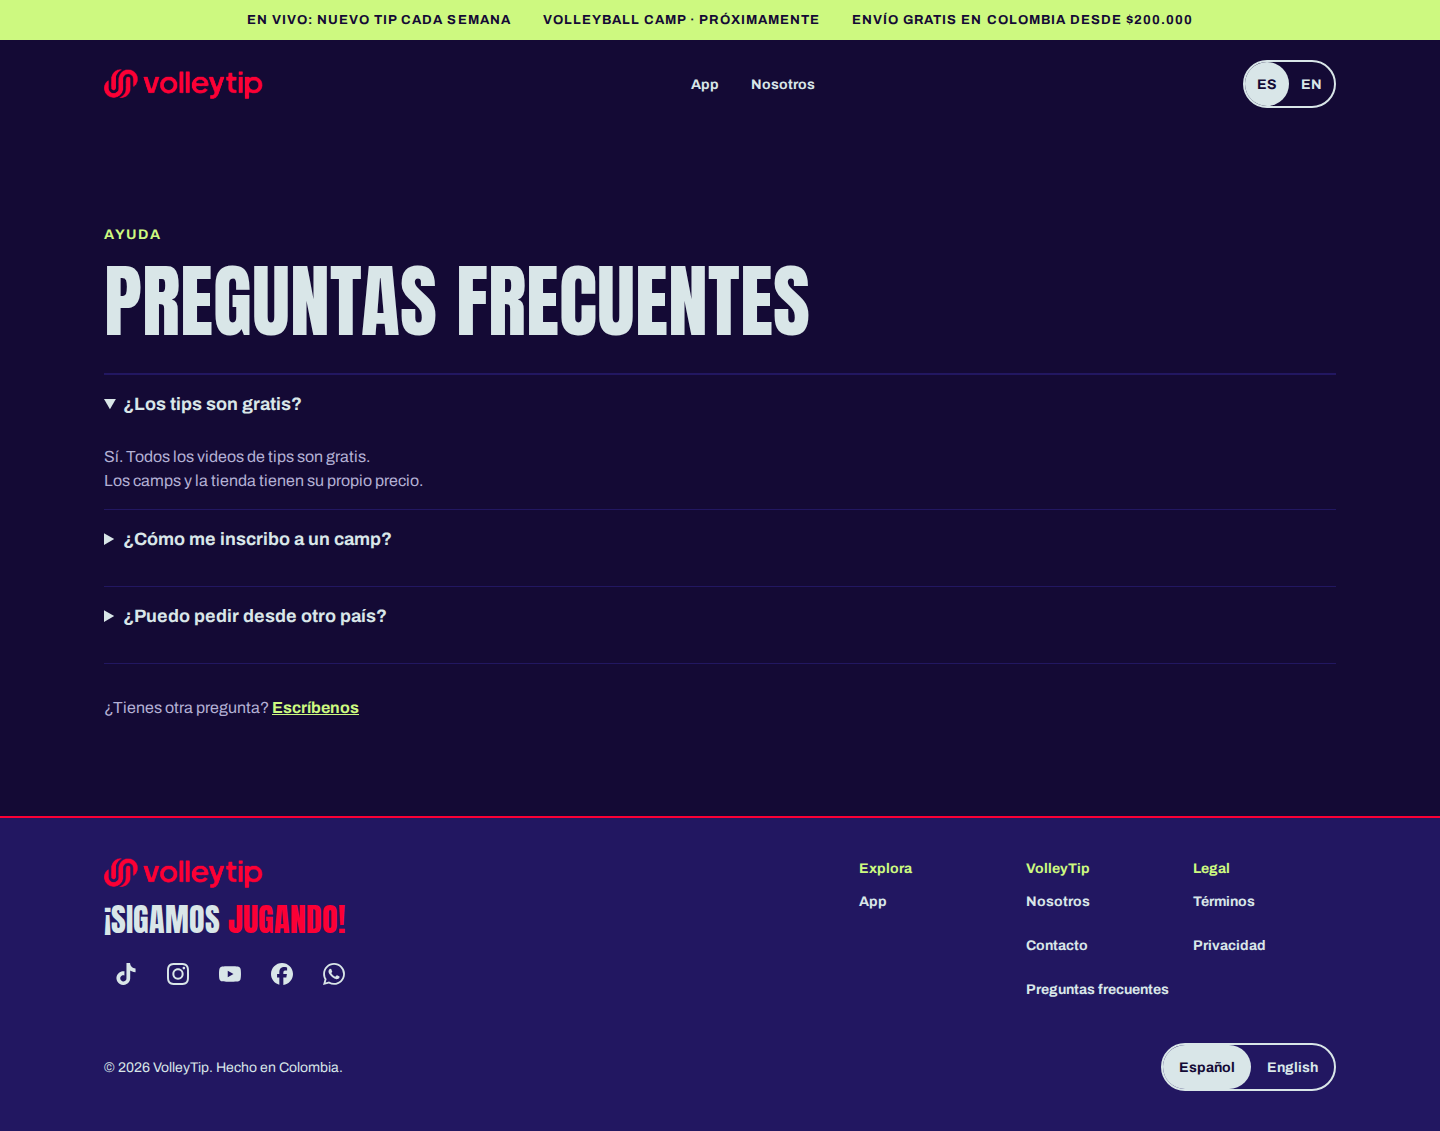 EN VIVO: NUEVO TIP CADA SEMANA
VOLLEYBALL CAMP · PRÓXIMAMENTE
ENVÍO GRATIS EN COLOMBIA DESDE $200.000
volleytip
App
Nosotros
ES
EN
AYUDA
PREGUNTAS FRECUENTES
¿Los tips son gratis?
Sí. Todos los videos de tips son gratis.
Los camps y la tienda tienen su propio precio.
¿Cómo me inscribo a un camp?
¿Puedo pedir desde otro país?
¿Tienes otra pregunta? Escríbenos
volleytip
¡SIGAMOS JUGANDO!
Explora
App
VolleyTip
Nosotros
Contacto
Preguntas frecuentes
Legal
Términos
Privacidad
© 2026 VolleyTip. Hecho en Colombia.
Español
English